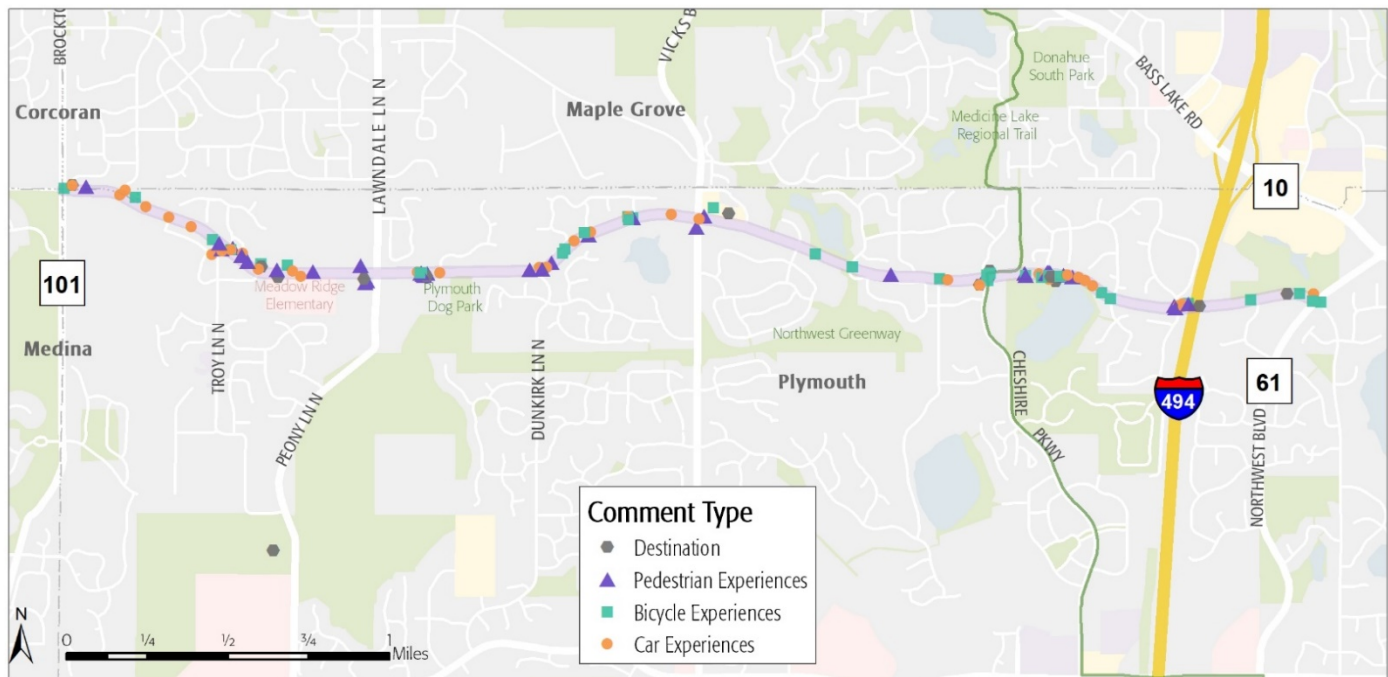 BROCKTO
VICKS B
Donahue
South Park
BASS LAKE RD
Corcoran
LAWNDALE LN N
Maple Grove
Medicine Lake
Regional Trail
10
101
Meadow Ridge
Elementary
Plymouth
Dog Park
Medina
TROY LN N
Northwest Greenway
Plymouth
DUNKIRK LN N
CHESHIRE
PKWY
61
494
PEONY LN N
NORTHWEST BLVD
Comment Type
Destination
Pedestrian Experiences
Bicycle Experiences
Car Experiences
N
0 1/4 1/2 3/4 1
Miles